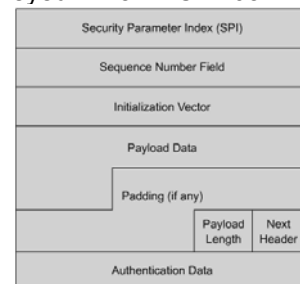 Security Parameter Index (SPI)
Sequence Number Field
Initialization Vector
Payload Data
Padding (if any)
Payload Next
Length Header
Authentication Data